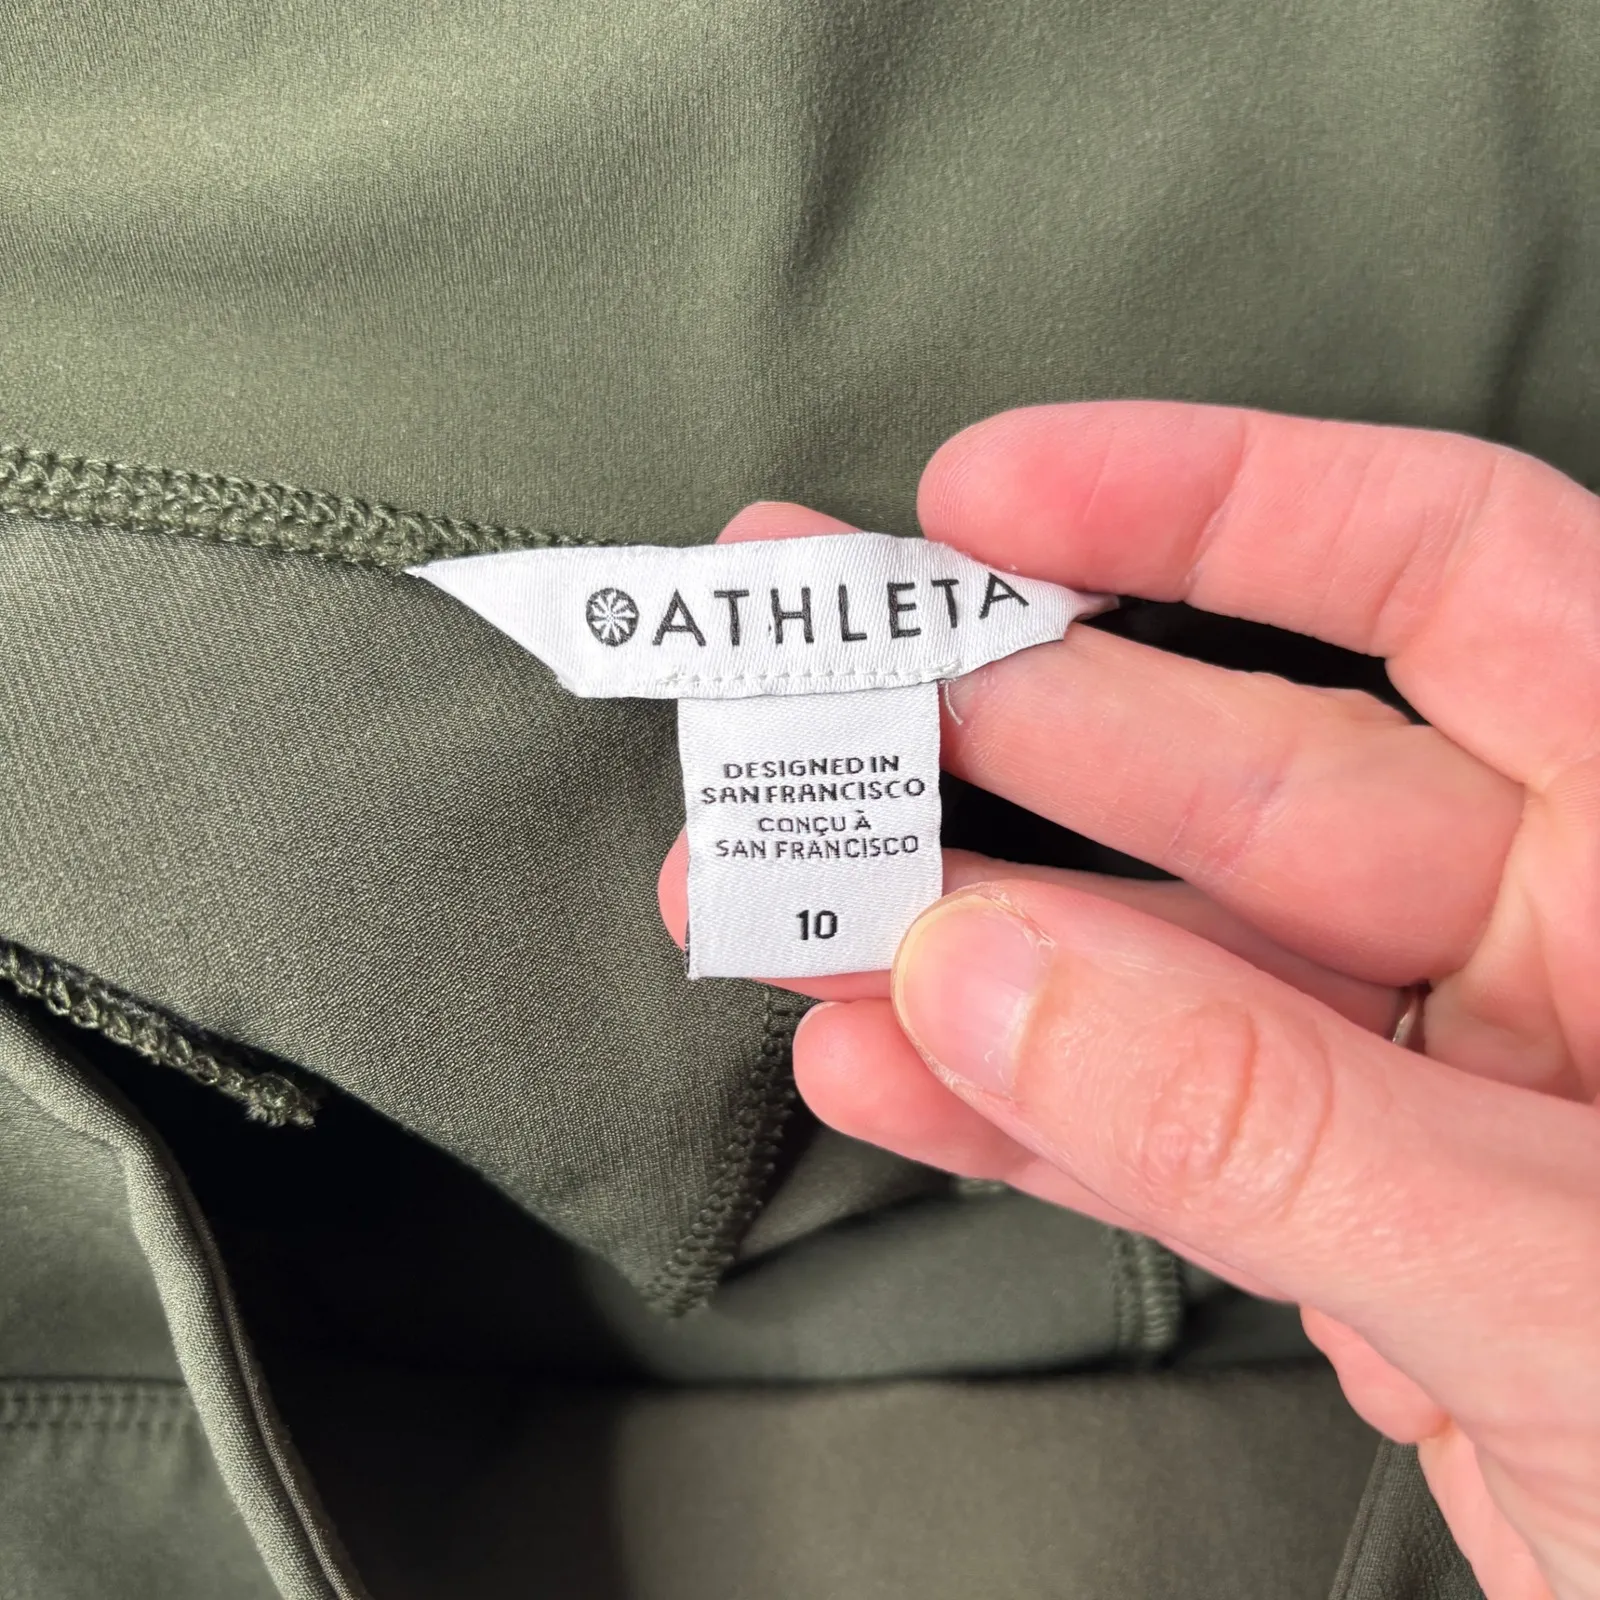 ATHLETA
DESIGNED IN
SAN FRANCISCO
CONÇU À
SAN FRANCISCO
10